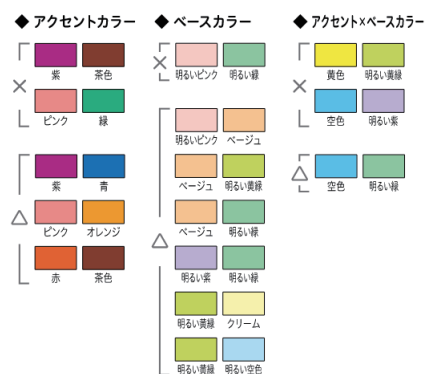 ◆ アクセントカラー
× 紫 茶色
ピンク 緑
△ 紫 青
ピンク オレンジ
赤 茶色
◆ ベースカラー
× 明るいピンク 明るい緑
△ 明るいピンク ベージュ
ベージュ 明るい黄緑
ベージュ 明るい緑
明るい紫 明るい緑
明るい黄緑 クリーム
明るい黄緑 明るい空色
◆ アクセント×ベースカラー
× 黄色 明るい黄緑
空色 明るい紫
△ 空色 明るい緑